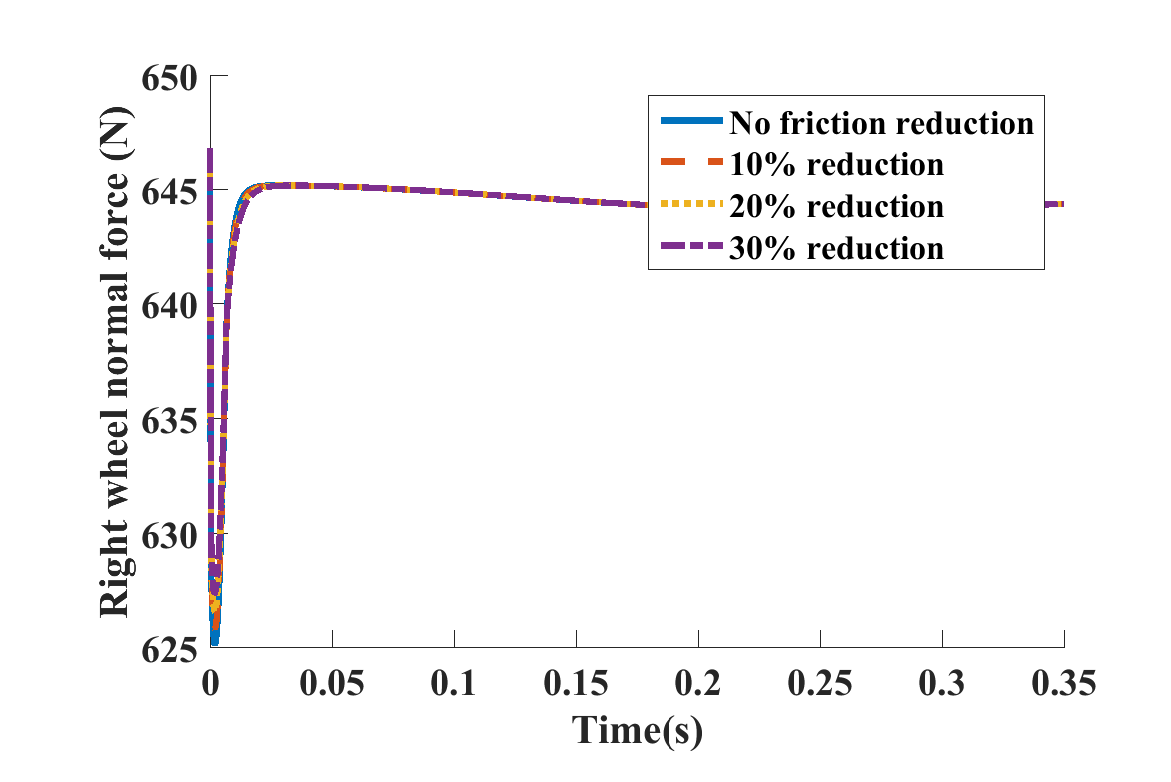 Right wheel normal force (N)
650
645
640
635
630
625
No friction reduction
10% reduction
20% reduction
30% reduction
0 0.05 0.1 0.15 0.2 0.25 0.3 0.35
Time(s)